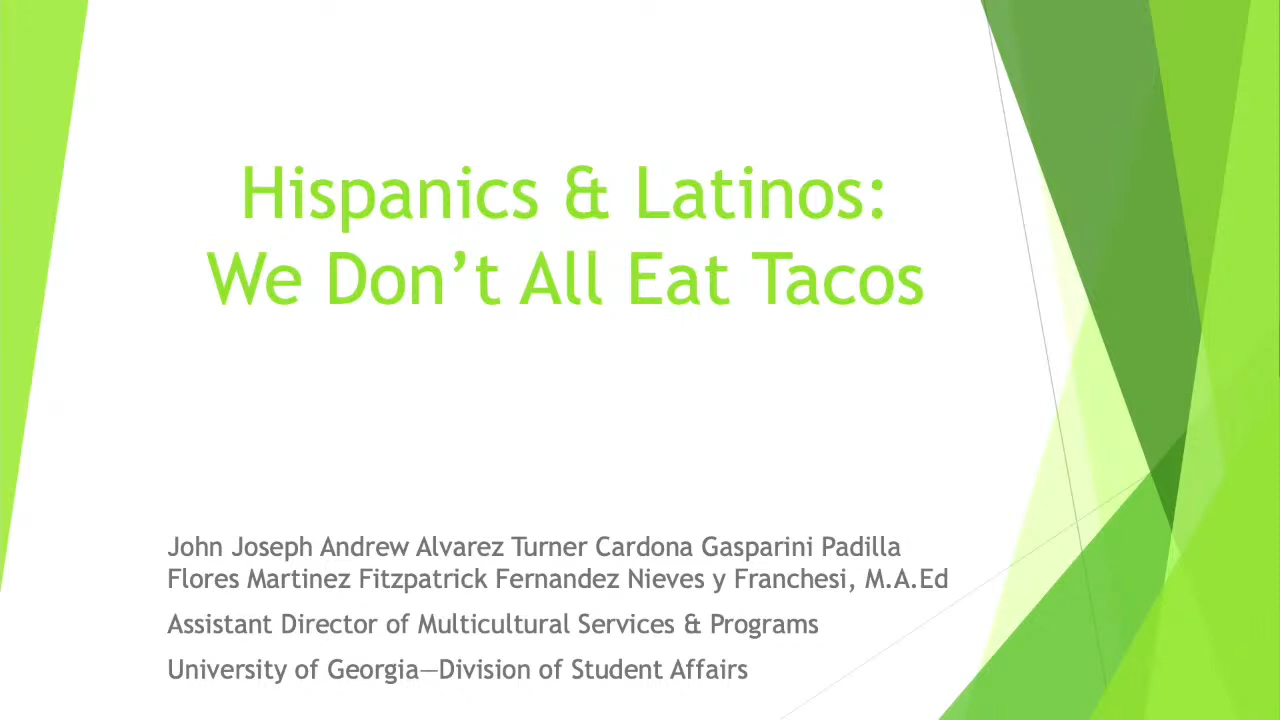 Hispanics & Latinos:
We Don’t All Eat Tacos
John Joseph Andrew Alvarez Turner Cardona Gasparini Padilla
Flores Martinez Fitzpatrick Fernandez Nieves y Franchesi, M.A.Ed
Assistant Director of Multicultural Services & Programs
University of Georgia—Division of Student Affairs